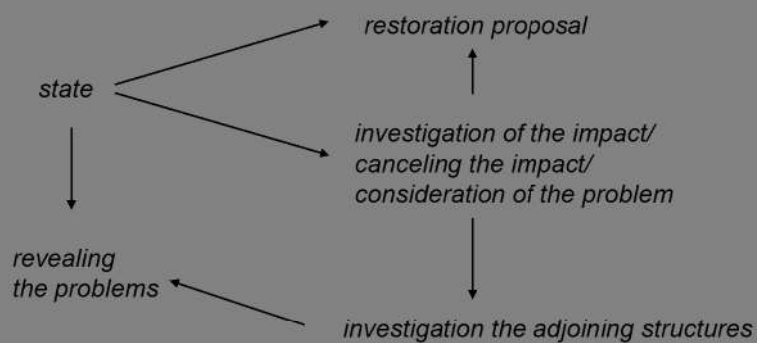 restoration proposal
state
investigation of the impact/
canceling the impact/
consideration of the problem
revealing
the problems
investigation the adjoining structures